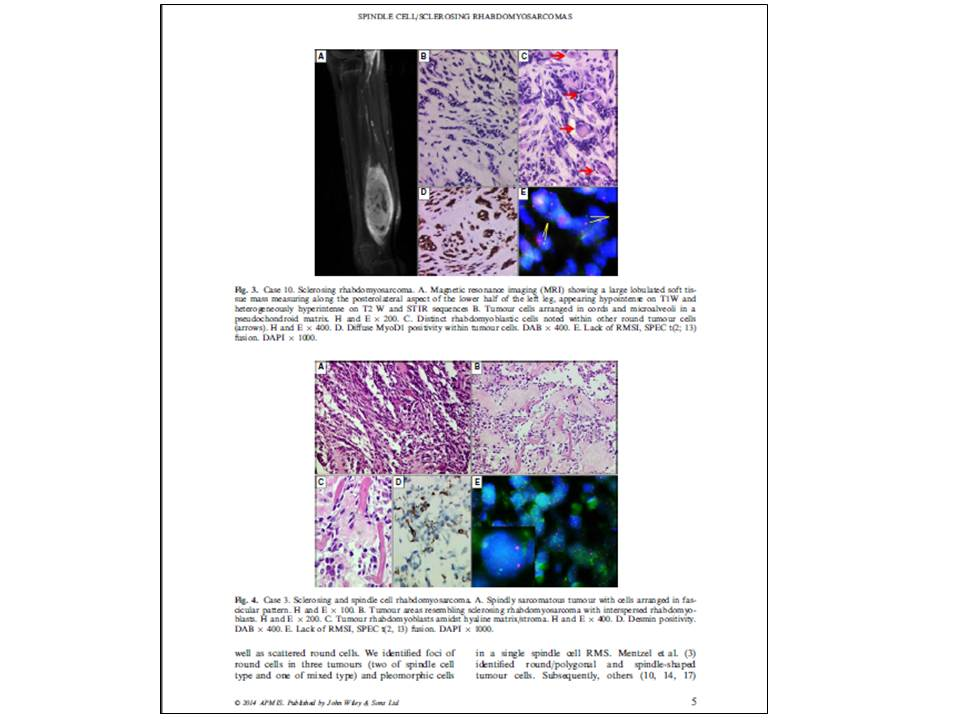 SPINDLE CELL/SCLEROSING RHABDOMYOSARCOMAS
A
B
C
D
E
Fig. 3. Case 10. Sclerosing rhabdomyosarcoma. A. Magnetic resonance imaging (MRI) showing a large lobulated soft tis-
sue mass measuring along the posterolateral aspect of the lower half of the left leg, appearing hypointense on T1W and
heterogeneously hyperintense on T2 W and STIR sequences B. Tumour cells arranged in cords and microalveoli in a
pseudochondroid matrix. H and E × 200. C. Distinct rhabdomyoblastic cells noted within other round tumour cells
(arrows). H and E × 400. D. Diffuse MyoD1 positivity within tumour cells. DAB × 400. E. Lack of RMSI, SPEC t(2; 13)
fusion. DAPI × 1000.
A
B
C
D
E
Fig. 4. Case 3. Sclerosing and spindle cell rhabdomyosarcoma. A. Spindly sarcomatous tumour with cells arranged in fas-
cicular pattern. H and E × 100. B. Tumour areas resembling sclerosing rhabdomyosarcoma with interspersed rhabdomyo-
blasts. H and E × 200. C. Tumour rhabdomyoblasts amidst hyaline matrix/stroma. H and E × 400. D. Desmin positivity.
DAB × 400. E. Lack of RMSI, SPEC t(2, 13) fusion. DAPI × 1000.
well as scattered round cells. We identified foci of
round cells in three tumours (two of spindle cell
type and one of mixed type) and pleomorphic cells
in a single spindle cell RMS. Mentzel et al. (3)
identified round/polygonal and spindle-shaped
tumour cells. Subsequently, others (10, 14, 17)
© 2014 APMIS. Published by John Wiley & Sons Ltd
5